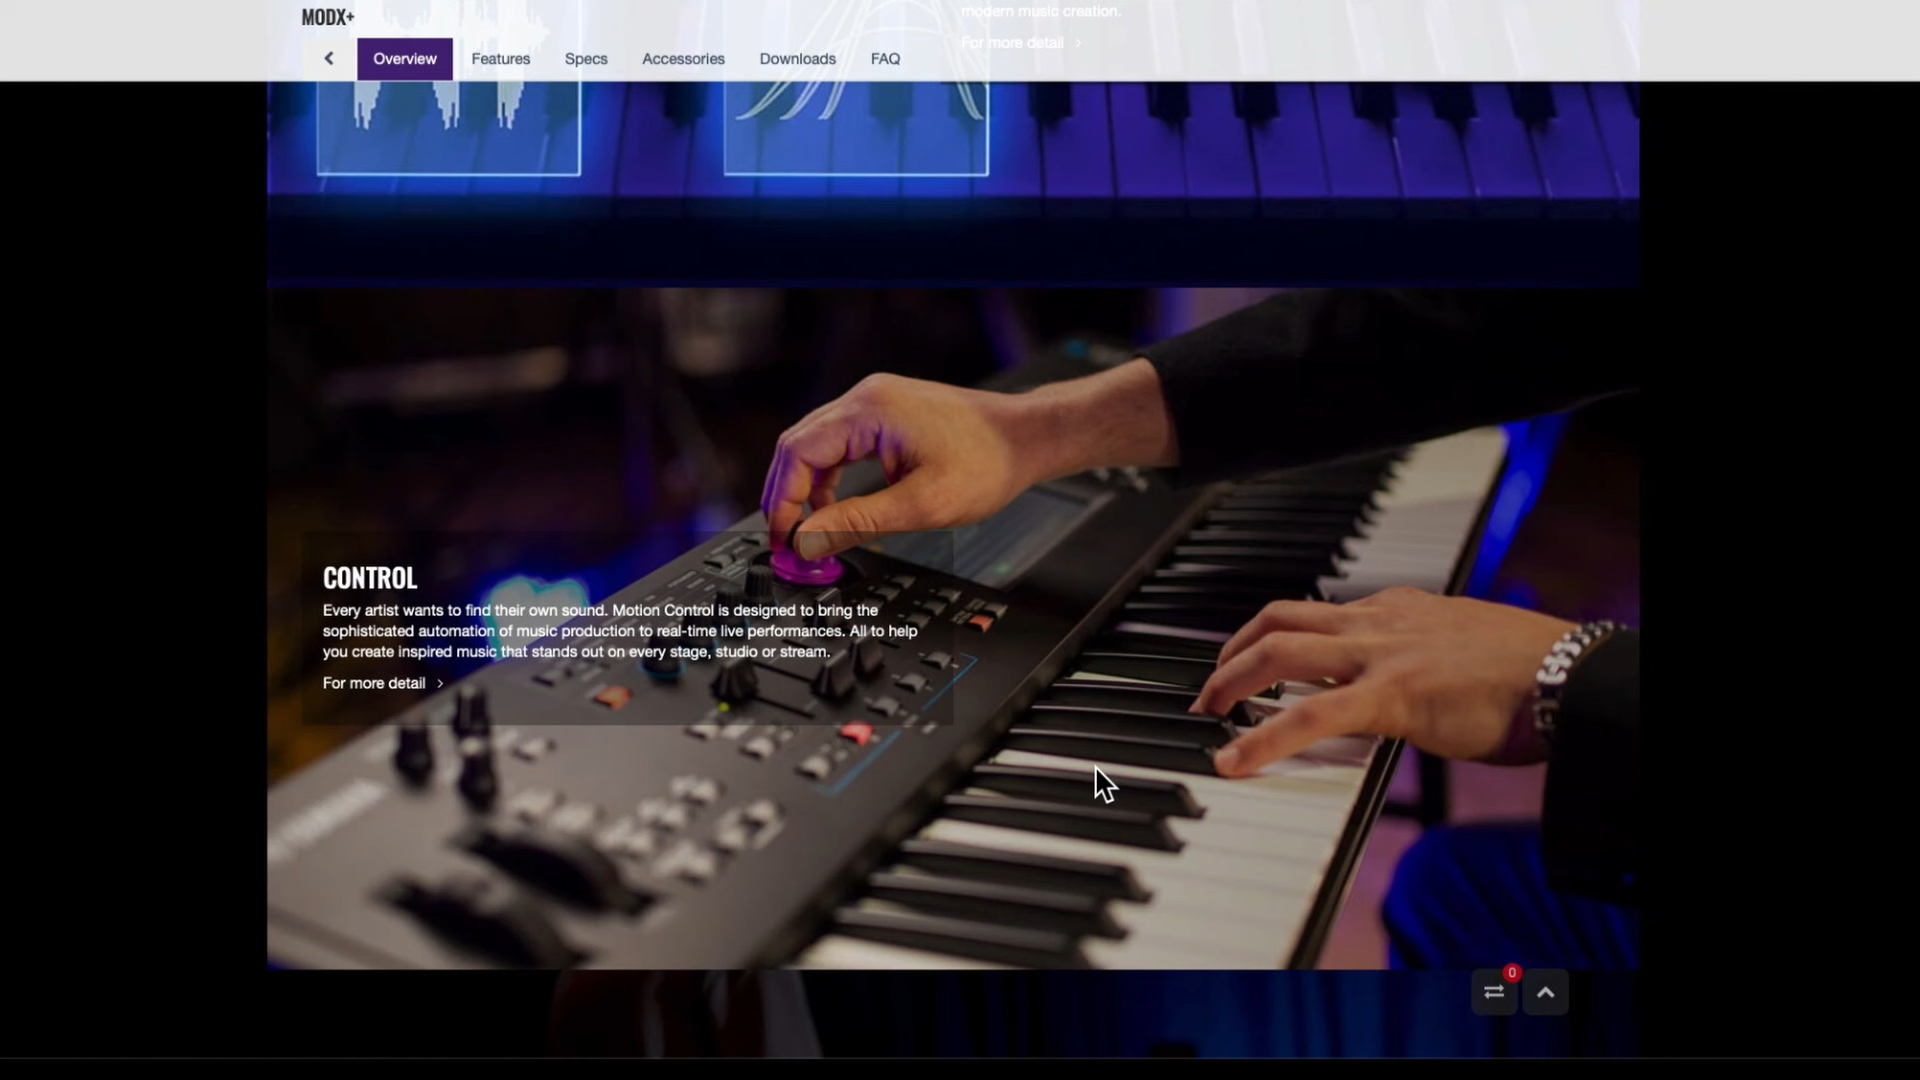 MODX+
modern music creation.
For more detail
Overview
Features
Specs
Accessories
Downloads
FAQ
CONTROL
Every artist wants to find their own sound. Motion Control is designed to bring the
sophisticated automation of music production to real-time live performances. All to help
you create inspired music that stands out on every stage, studio or stream.
For more detail
0